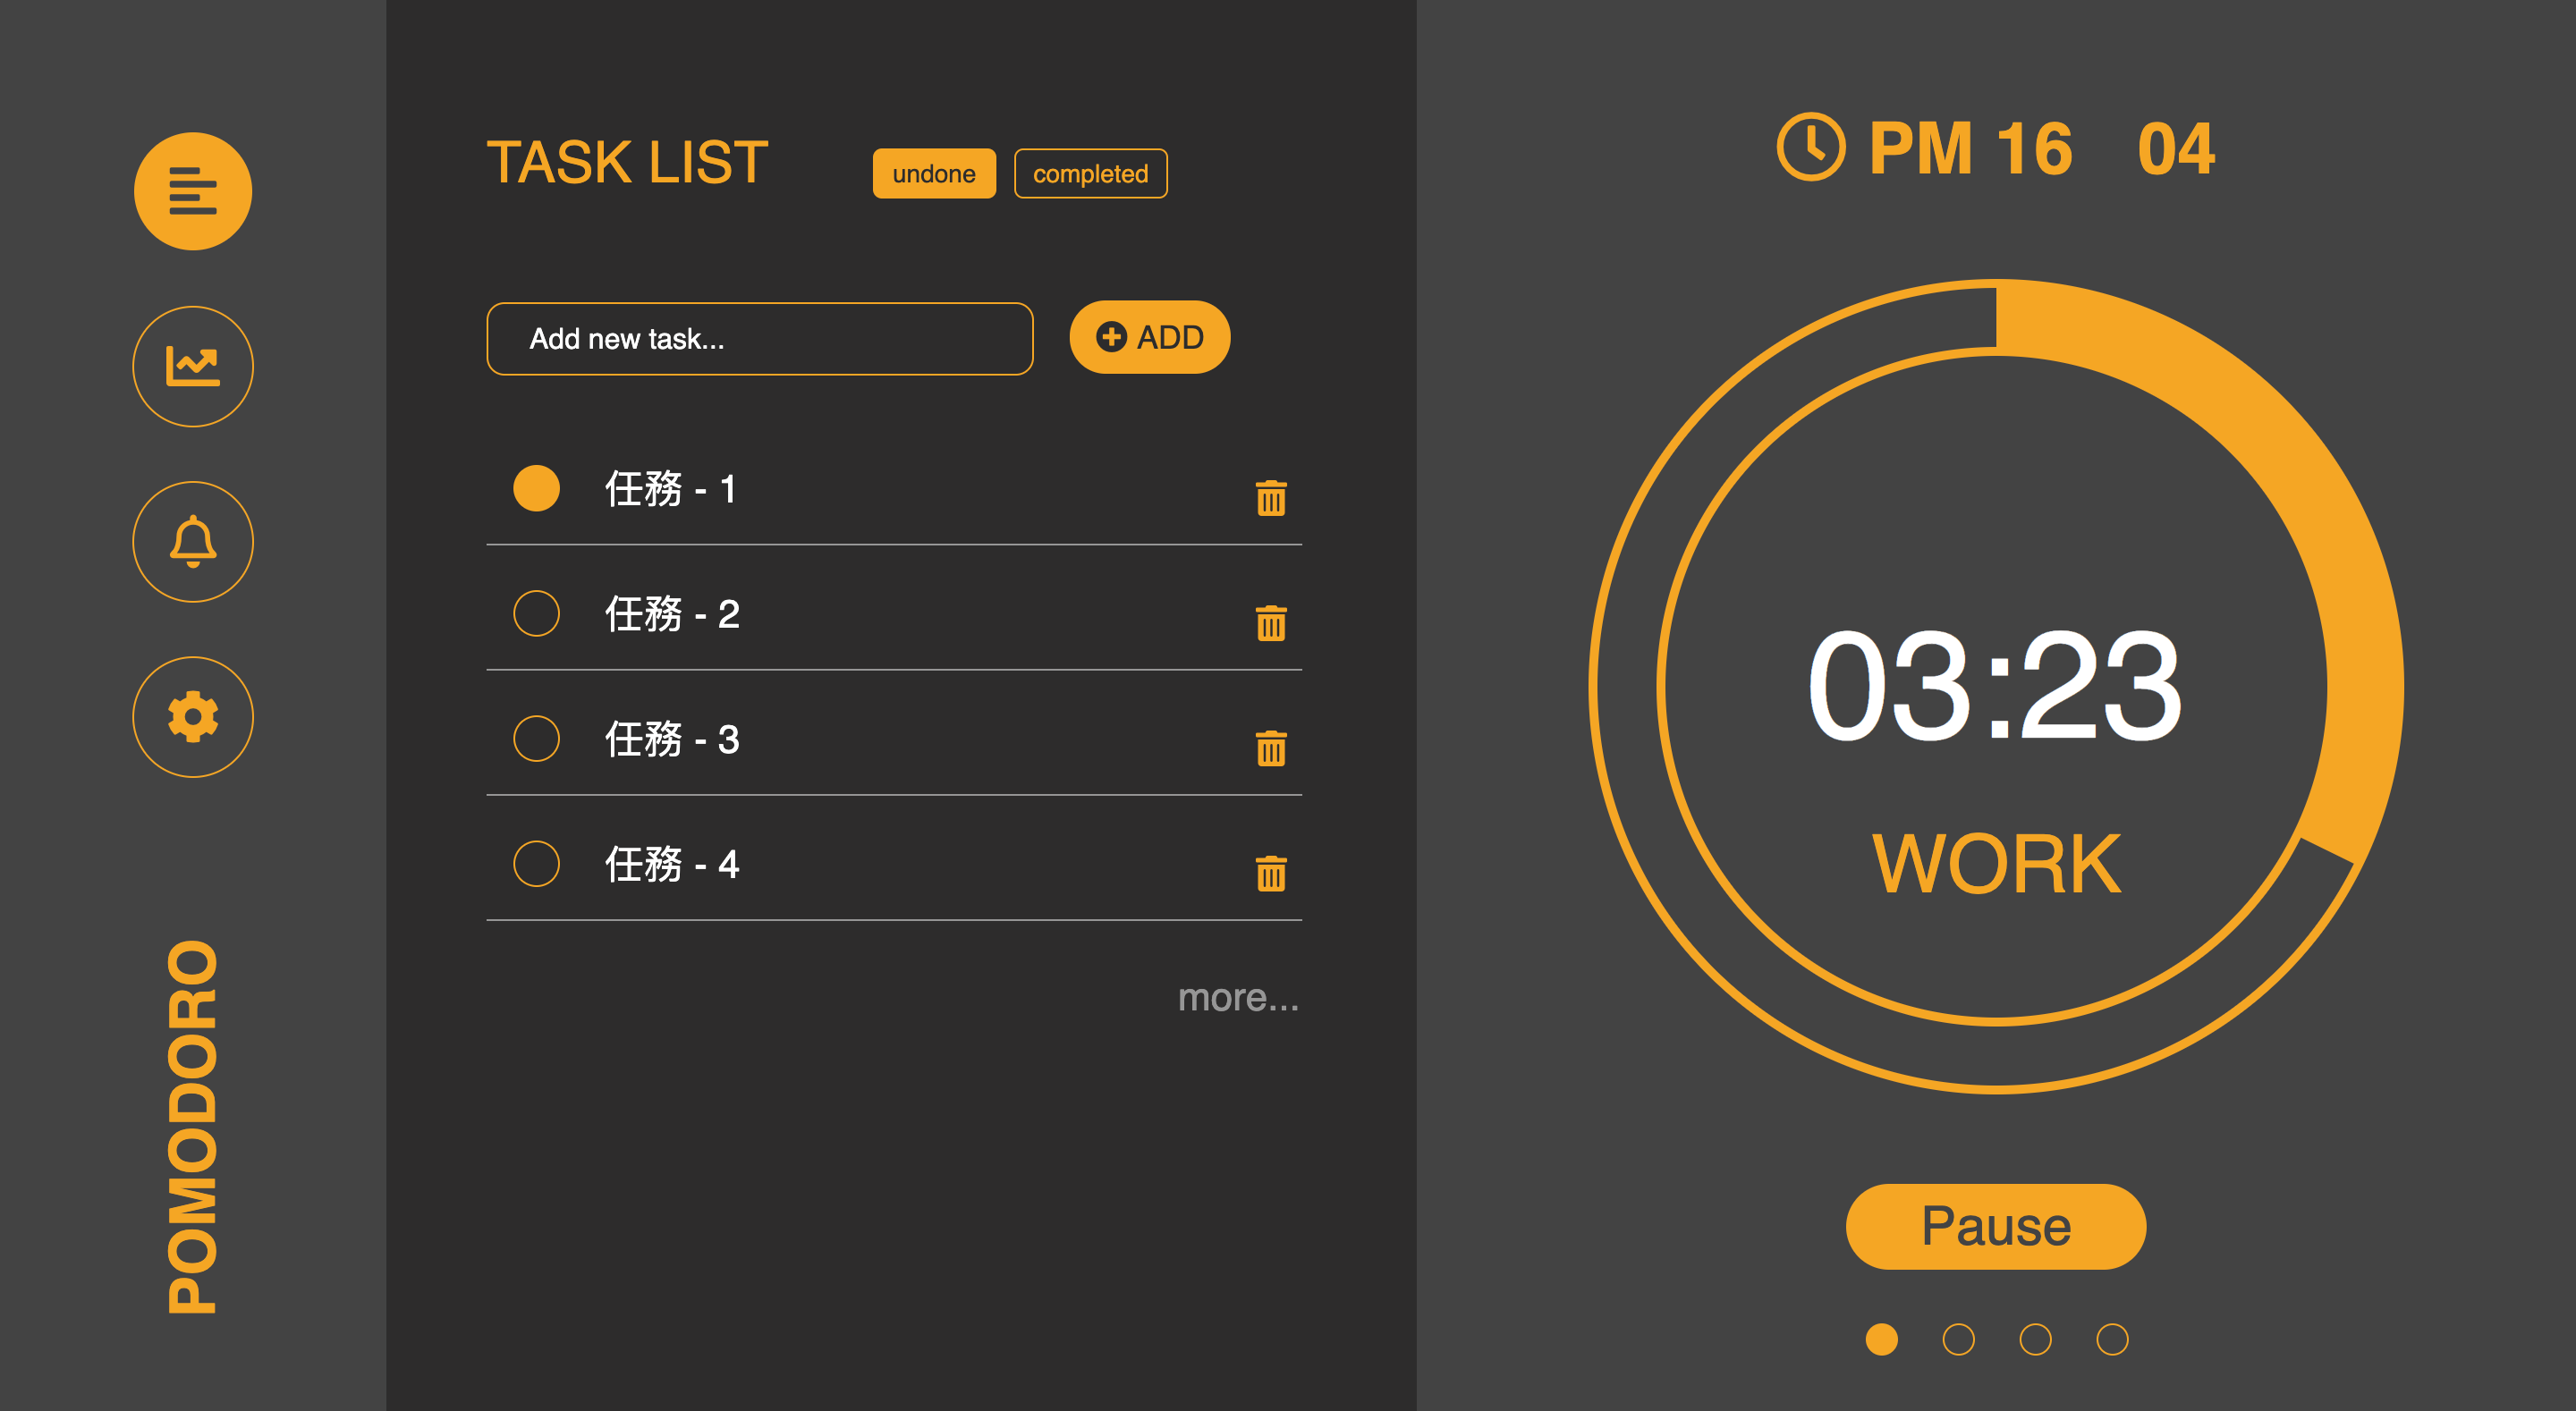 POMODORO
TASK LIST
undone
completed
Add new task...
ADD
任務 - 1
任務 - 2
任務 - 3
任務 - 4
more...
PM 16 04
03:23
WORK
Pause